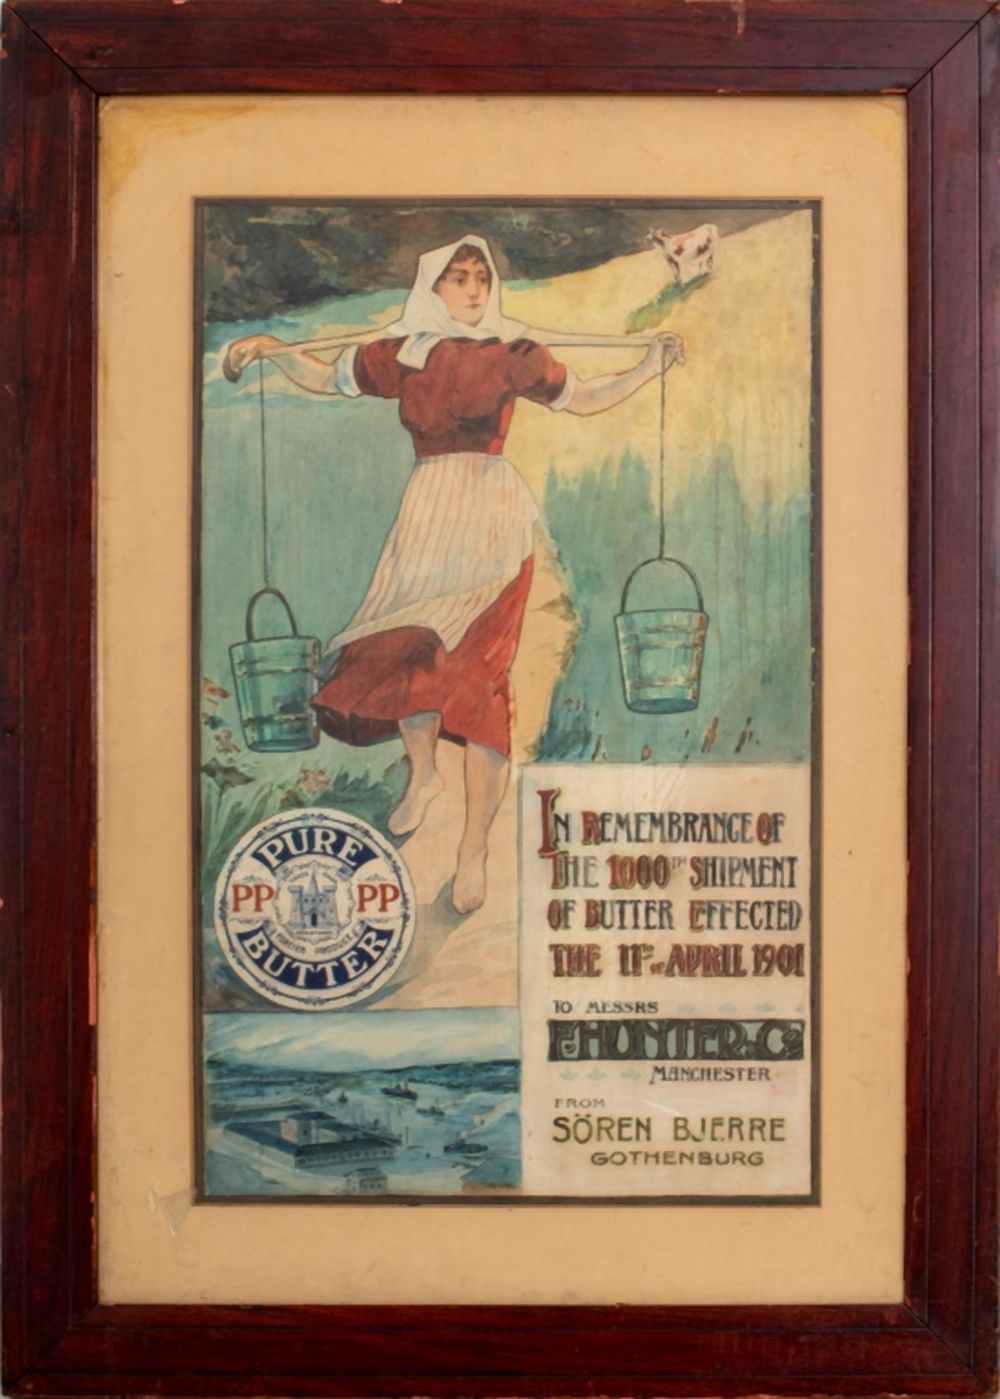 IN REMEMBRANCE OF
THE 1000TH SHIPMENT
OF BUTTER EFFECTED
THE 11TH OF APRIL 1901
TO MESSRS
F. HUNTER & Co
MANCHESTER
FROM
SÖREN BJERRE
GOTHENBURG
PURE
PP PP
BUTTER